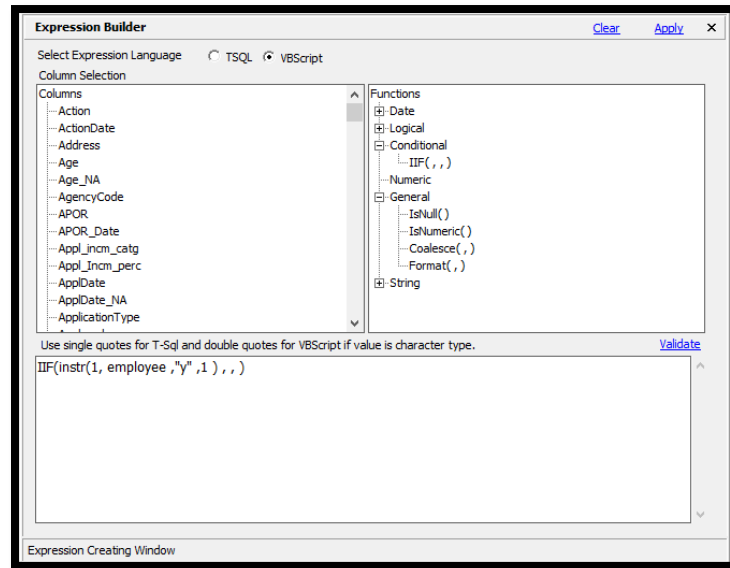 Expression Builder Clear Apply ×
Select Expression Language TSQL VBScript
Column Selection
Columns
Action
ActionDate
Address
Age
Age_NA
AgencyCode
APOR
APOR_Date
Appl_incm_catg
Appl_Incm_perc
ApplDate
ApplDate_NA
ApplicationType
Functions
Date
Logical
Conditional
IIF( , , )
Numeric
General
IsNull( )
IsNumeric( )
Coalesce( , )
Format( , )
String
Use single quotes for T-Sql and double quotes for VBScript if value is character type. Validate
IIF(instr(1, employee ,"y" ,1 ) , , )
Expression Creating Window